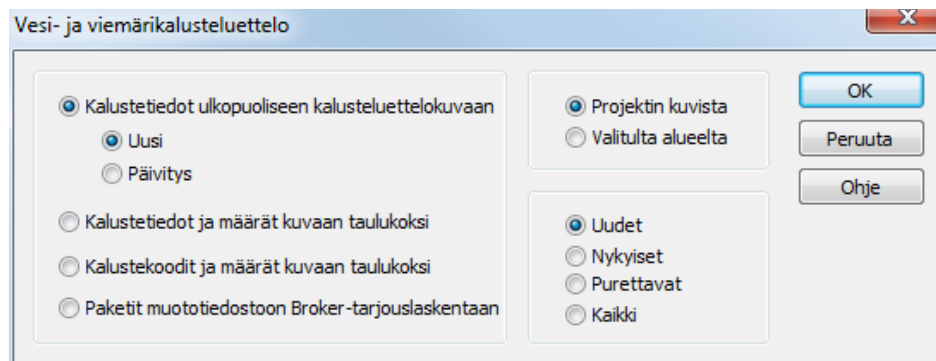 Vesi- ja viemärikalusteluettelo
Kalustetiedot ulkopuoliseen kalusteluettelokuvaan
Uusi
Päivitys
Kalustetiedot ja määrät kuvaan taulukoksi
Kalustekoodit ja määrät kuvaan taulukoksi
Paketit muototiedostoon Broker-tarjouslaskentaan
Projektin kuvista
Valitulta alueelta
Uudet
Nykyiset
Purettavat
Kaikki
OK
Peruuta
Ohje